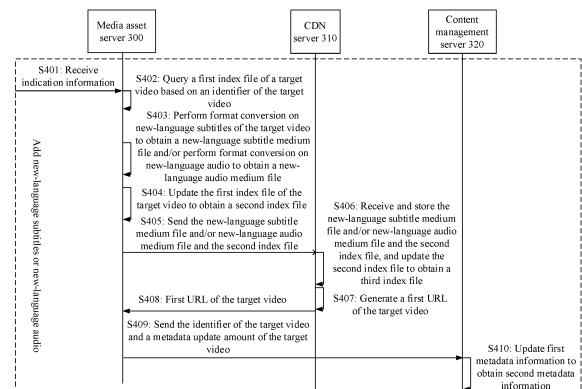 Media asset
server 300
CDN
server 310
Content
management
server 320
S401: Receive
indication information
S402: Query a first index file of a target
video based on an identifier of the target
video
S403: Perform format conversion on
new-language subtitles of the target video
to obtain a new-language subtitle medium
file and/or perform format conversion on
new-language audio to obtain a new-
language audio medium file
S404: Update the first index file of the
target video to obtain a second index file
S405: Send the new-language subtitle
medium file and/or new-language audio
medium file and the second index file
S406: Receive and store the
new-language subtitle medium
file and/or new-language audio
medium file and the second
index file, and update the
second index file to obtain a
third index file
S407: Generate a first URL
of the target video
S408: First URL of the target video
S409: Send the identifier of the target video
and a metadata update amount of the target
video
S410: Update first
metadata information to
obtain second metadata
information
Add new-language subtitles or new-language
audio